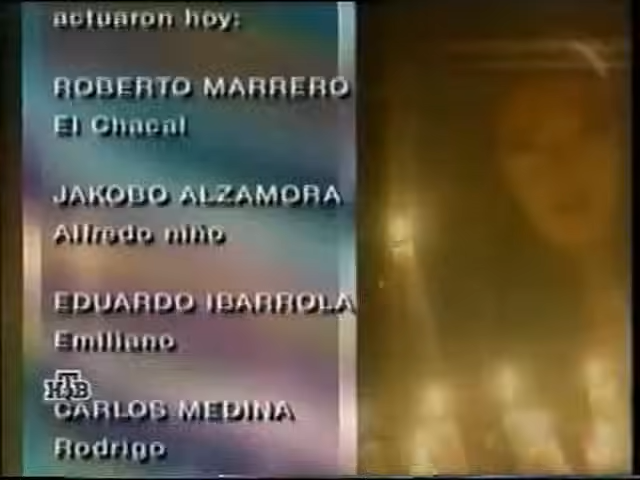 actuaron hoy:
ROBERTO MARRERO
El Chacal
JAKOBO ALZAMORA
Alfredo niño
EDUARDO IBARROLA
Emiliano
НТВ
CARLOS MEDINA
Rodrigo